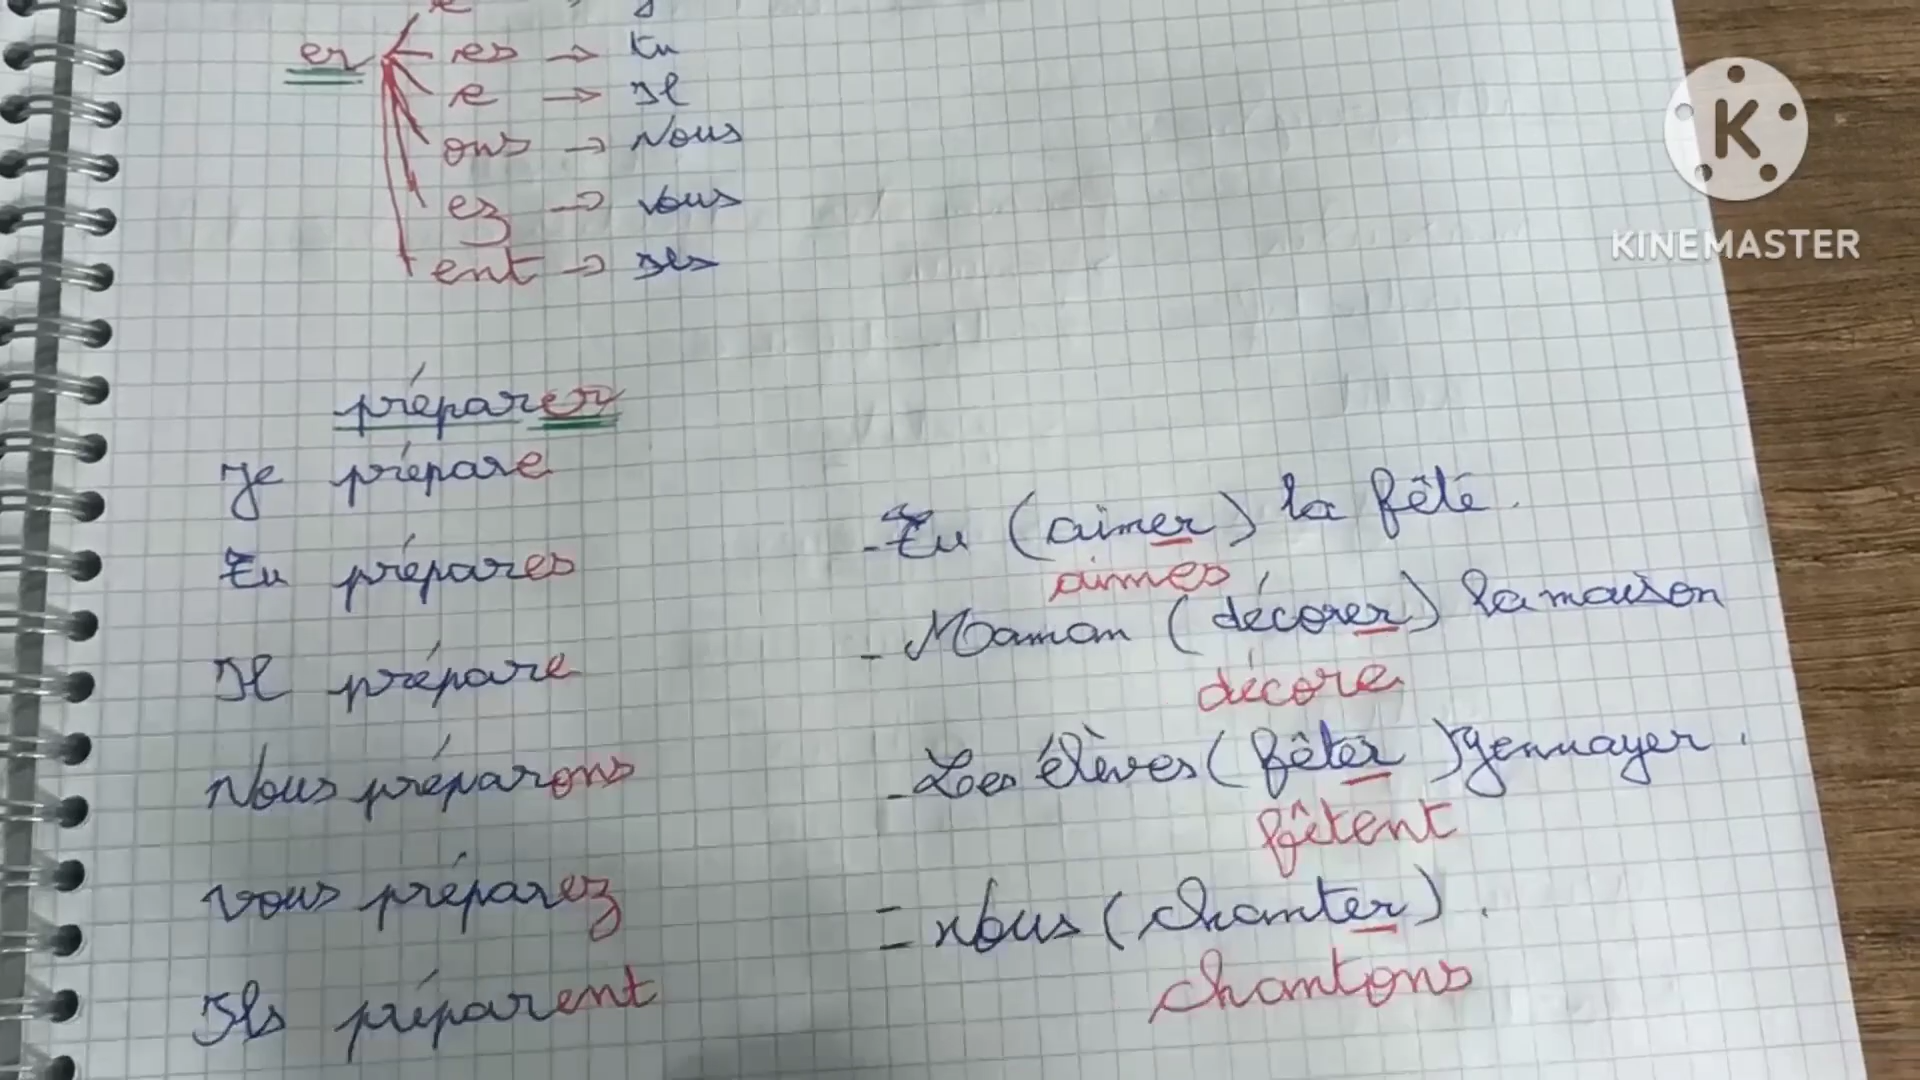 er es → tu
e → Il
ons → Nous
ez → vous
ent → Ils
préparer
Je prépare
Tu prépares
Il prépare
Nous préparons
vous préparez
Ils préparent
- Tu (aimer) la fête.
aimes
- Maman (décorer) la maison
décore
- Les élèves (fêter) Yennayer.
fêtent
= nous (chanter).
chantons
K
KINEMASTER